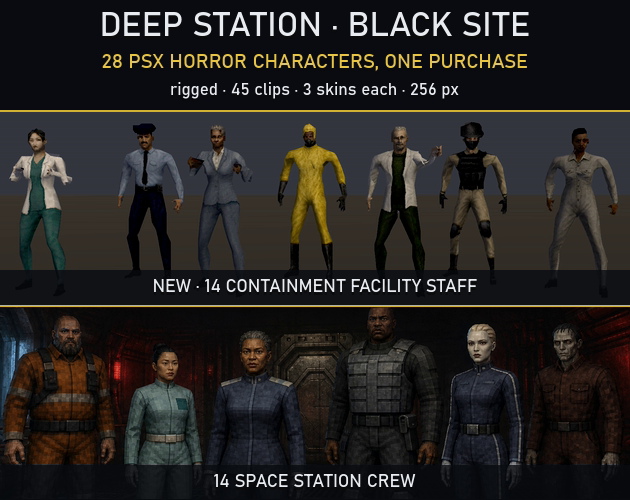 DEEP STATION · BLACK SITE
28 PSX HORROR CHARACTERS, ONE PURCHASE
rigged · 45 clips · 3 skins each · 256 px
NEW · 14 CONTAINMENT FACILITY STAFF
14 SPACE STATION CREW